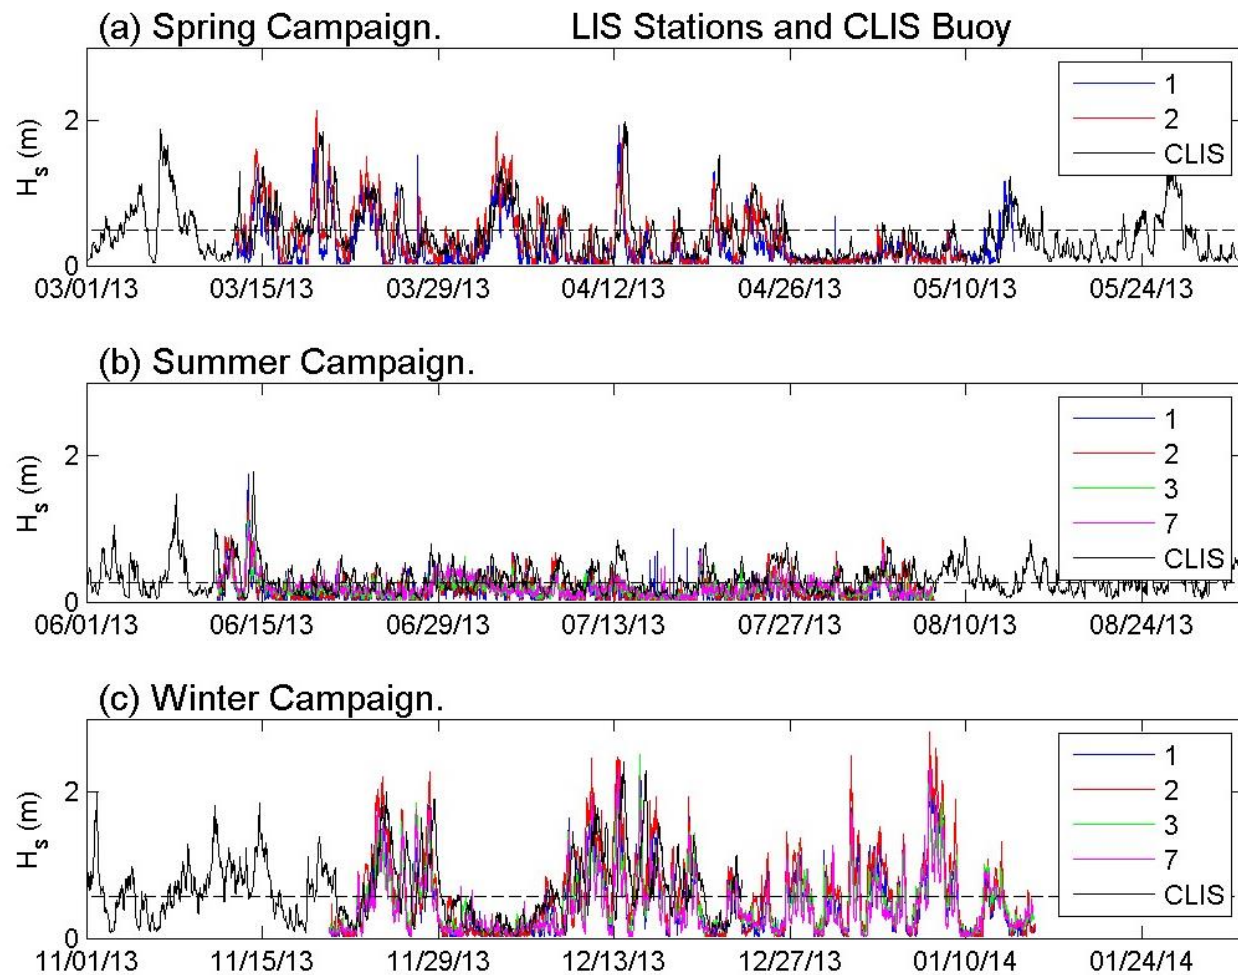 (a) Spring Campaign. LIS Stations and CLIS Buoy
1
2
CLIS
2
0
Hs (m)
03/01/13 03/15/13 03/29/13 04/12/13 04/26/13 05/10/13 05/24/13
(b) Summer Campaign.
1
2
3
7
CLIS
2
0
Hs (m)
06/01/13 06/15/13 06/29/13 07/13/13 07/27/13 08/10/13 08/24/13
(c) Winter Campaign.
1
2
3
7
CLIS
2
0
Hs (m)
11/01/13 11/15/13 11/29/13 12/13/13 12/27/13 01/10/14 01/24/14